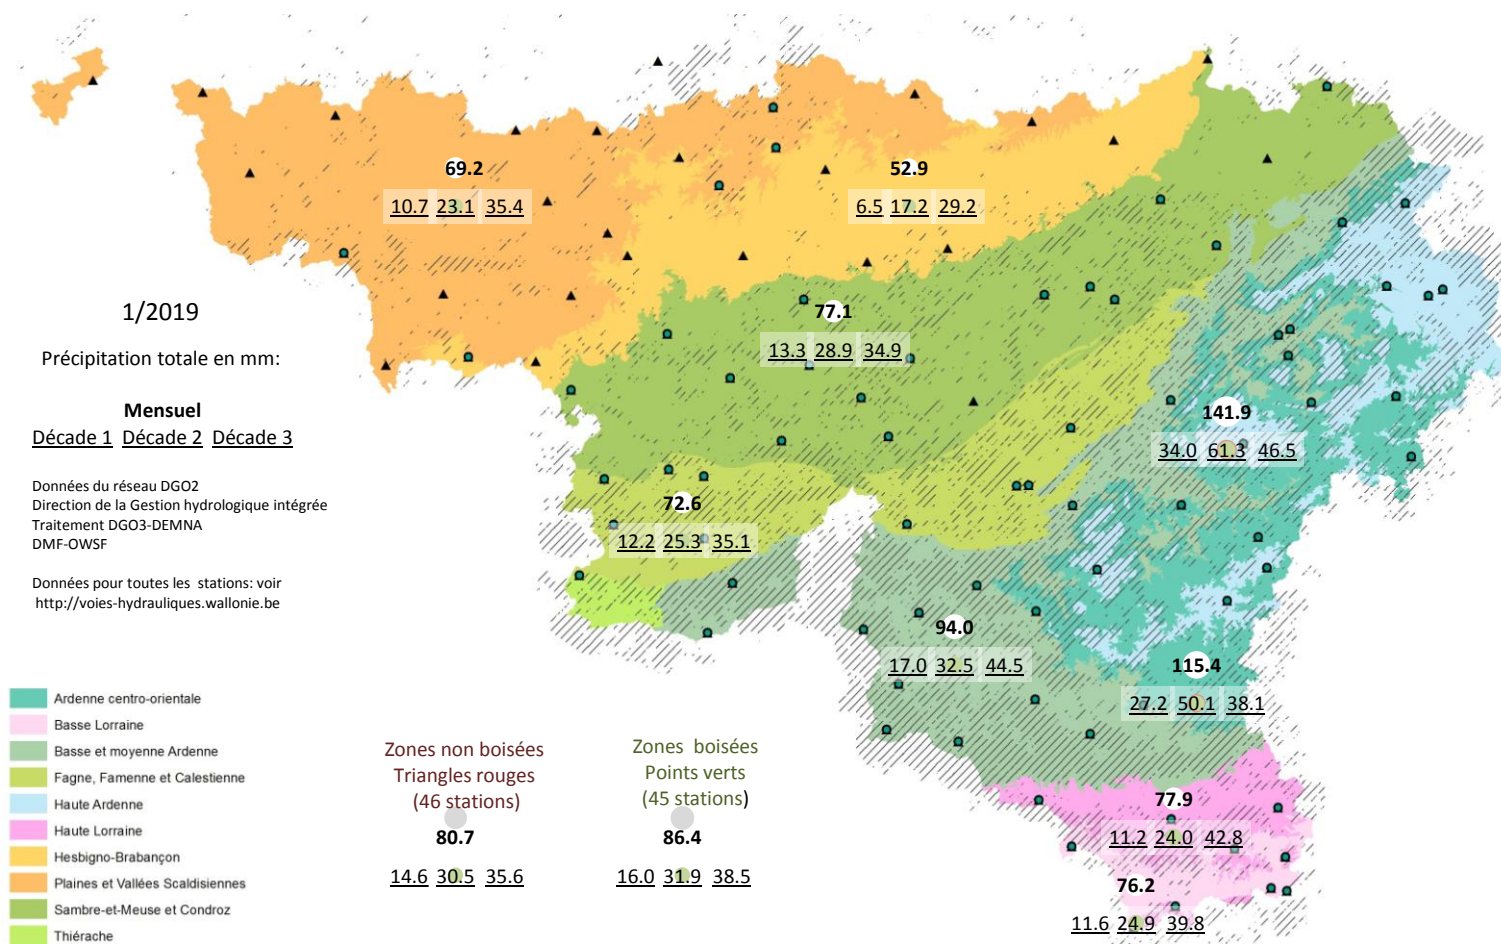 69.2
10.7 23.1 35.4
52.9
6.5 17.2 29.2
1/2019
Précipitation totale en mm:
Mensuel
Décade 1 Décade 2 Décade 3
Données du réseau DGO2
Direction de la Gestion hydrologique intégrée
Traitement DGO3-DEMNA
DMF-OWSF
Données pour toutes les stations: voir
http://voies-hydrauliques.wallonie.be
77.1
13.3 28.9 34.9
141.9
34.0 61.3 46.5
72.6
12.2 25.3 35.1
94.0
17.0 32.5 44.5
115.4
27.2 50.1 38.1
77.9
11.2 24.0 42.8
76.2
11.6 24.9 39.8
Ardenne centro-orientale
Basse Lorraine
Basse et moyenne Ardenne
Fagne, Famenne et Calestienne
Haute Ardenne
Haute Lorraine
Hesbigno-Brabançon
Plaines et Vallées Scaldisiennes
Sambre-et-Meuse et Condroz
Thiérache
Zones non boisées
Triangles rouges
(46 stations)
80.7
14.6 30.5 35.6
Zones boisées
Points verts
(45 stations)
86.4
16.0 31.9 38.5